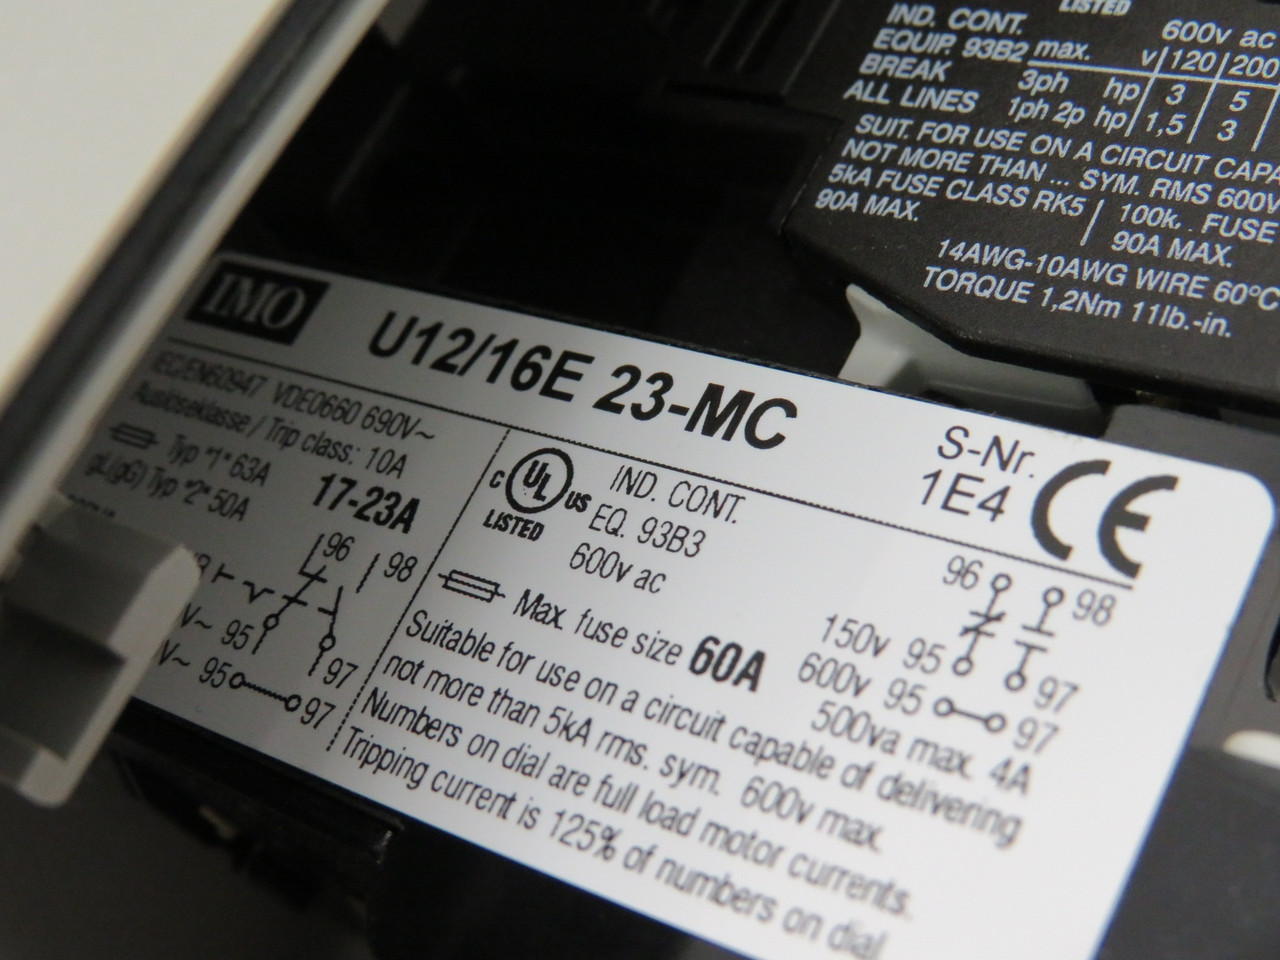 LISTED
IND. CONT.
EQUIP. 93B2
BREAK
ALL LINES
600v ac
max. v 120 200
3ph hp 3 5
1ph 2p hp 1,5 3
SUIT. FOR USE ON A CIRCUIT CAPA
NOT MORE THAN ... SYM. RMS 600V
5kA FUSE CLASS RK5
90A MAX.
FUSE
90A MAX.
14AWG-10AWG WIRE 60°C
TORQUE 1,2Nm 11lb.-in.
IMO
U12/16E 23-MC
S-Nr.
1E4
CE
IEC/EN60947 VDE0660 690V~
Auslöseklasse / Trip class: 10A
Typ "1" 63A
gL(gG) Typ "2" 50A
17-23A
96
98
V~ 95
97
V~ 95
97
c UL us
LISTED
IND. CONT.
EQ. 93B3
600v ac
Max. fuse size 60A
96
98
150v 95
97
600v 95
97
500va max. 4A
Suitable for use on a circuit capable of delivering
not more than 5kA rms. sym. 600v max.
Numbers on dial are full load motor currents.
Tripping current is 125% of numbers on dial